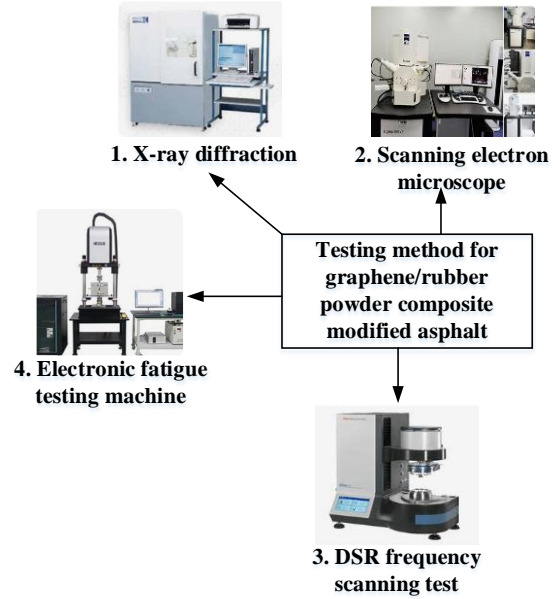 1. X-ray diffraction
2. Scanning electron
microscope
Testing method for
graphene/rubber
powder composite
modified asphalt
4. Electronic fatigue
testing machine
3. DSR frequency
scanning test